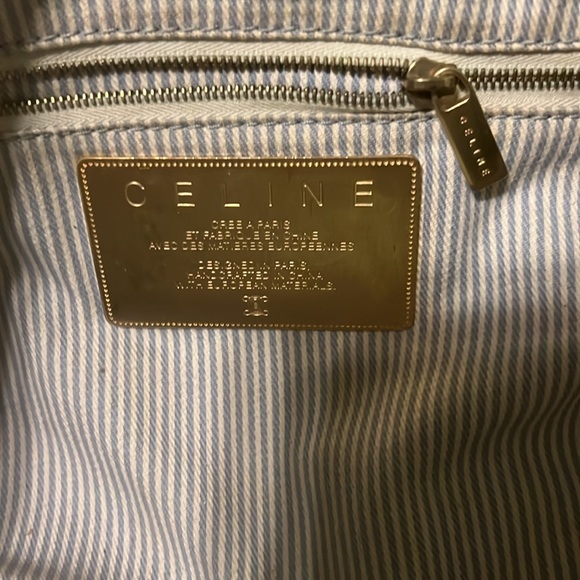 CELINE
CELINE
CREE A PARIS
ET FABRIQUE EN CHINE
AVEC DES MATIERES EUROPEENNES
DESIGNED IN PARIS,
HANDCRAFTED IN CHINA
WITH EUROPEAN MATERIALS.